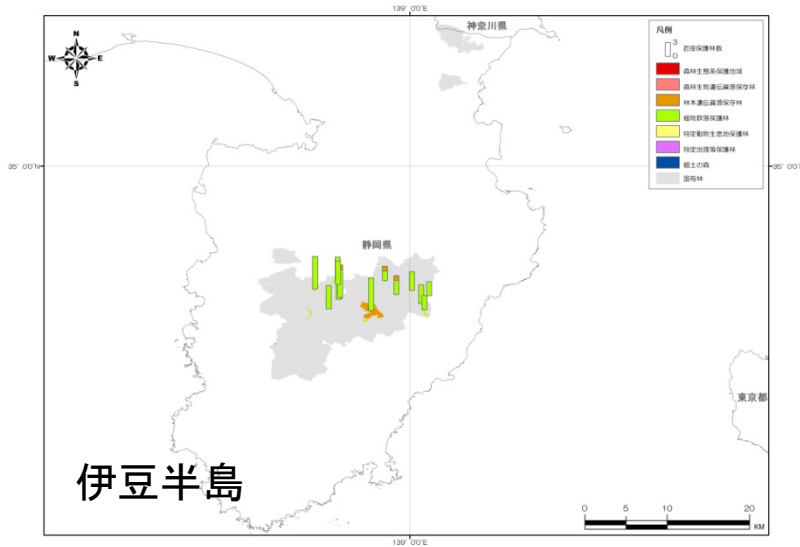 139° 00'E
神奈川県
N
W
E
S
凡例
3
0
近接保護林数
森林生態系保護地域
森林生物遺伝資源保存林
林木遺伝資源保存林
植物群落保護林
特定動物生息地保護林
特定地理等保護林
郷土の森
国有林
35° 00'N
35° 00'N
静岡県
東京都
伊豆半島
0
5
10
20
KM
139° 00'E